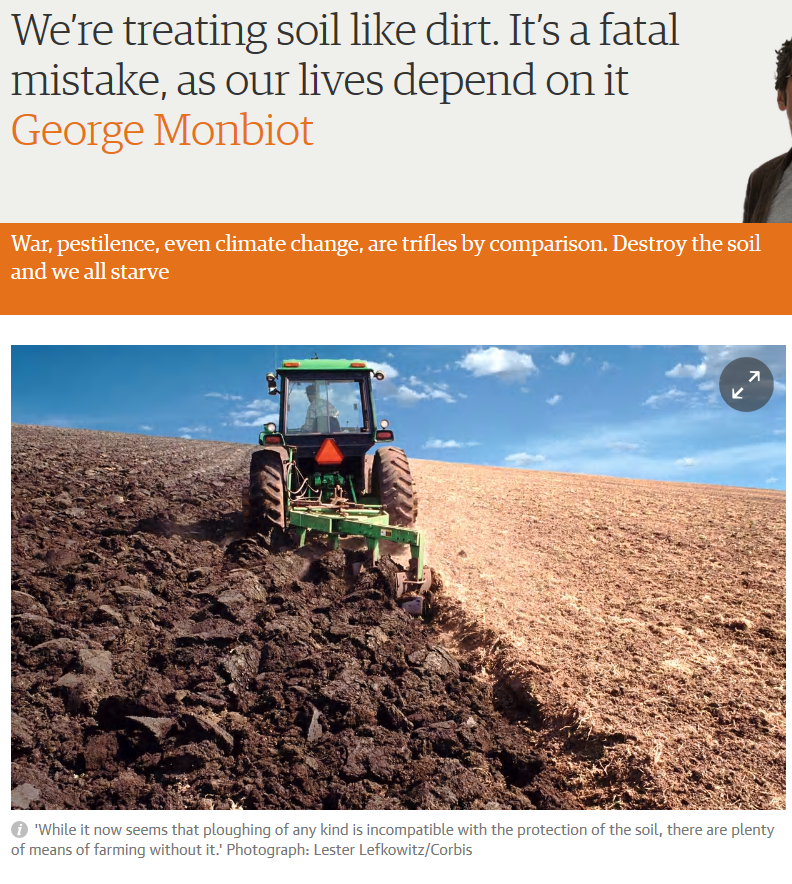 We’re treating soil like dirt. It’s a fatal
mistake, as our lives depend on it
George Monbiot
War, pestilence, even climate change, are trifles by comparison. Destroy the soil
and we all starve
'While it now seems that ploughing of any kind is incompatible with the protection of the soil, there are plenty
of means of farming without it.' Photograph: Lester Lefkowitz/Corbis